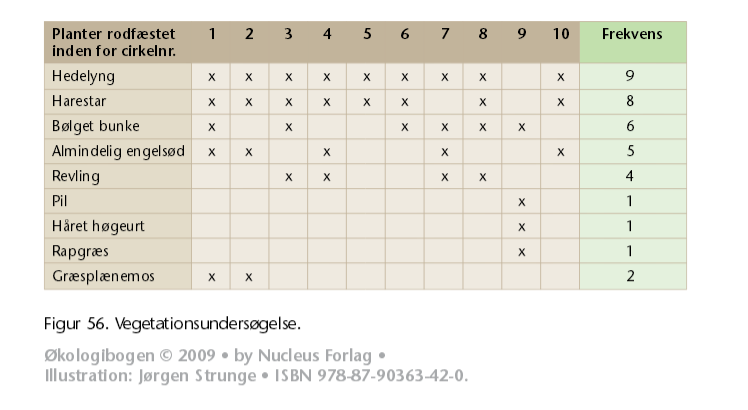 Planter rodfæstet 1 2 3 4 5 6 7 8 9 10 Frekvens
inden for cirkelnr.
Hedelyng x x x x x x x x x 9
Harestar x x x x x x x x 8
Bølget bunke x x x x x x 6
Almindelig engelsød x x x x x 5
Revling x x x x 4
Pil x 1
Håret høgeurt x 1
Rapgræs x 1
Græsplænemos x x 2
Figur 56. Vegetationsundersøgelse.
Økologibogen © 2009 • by Nucleus Forlag •
Illustration: Jørgen Strunge • ISBN 978-87-90363-42-0.